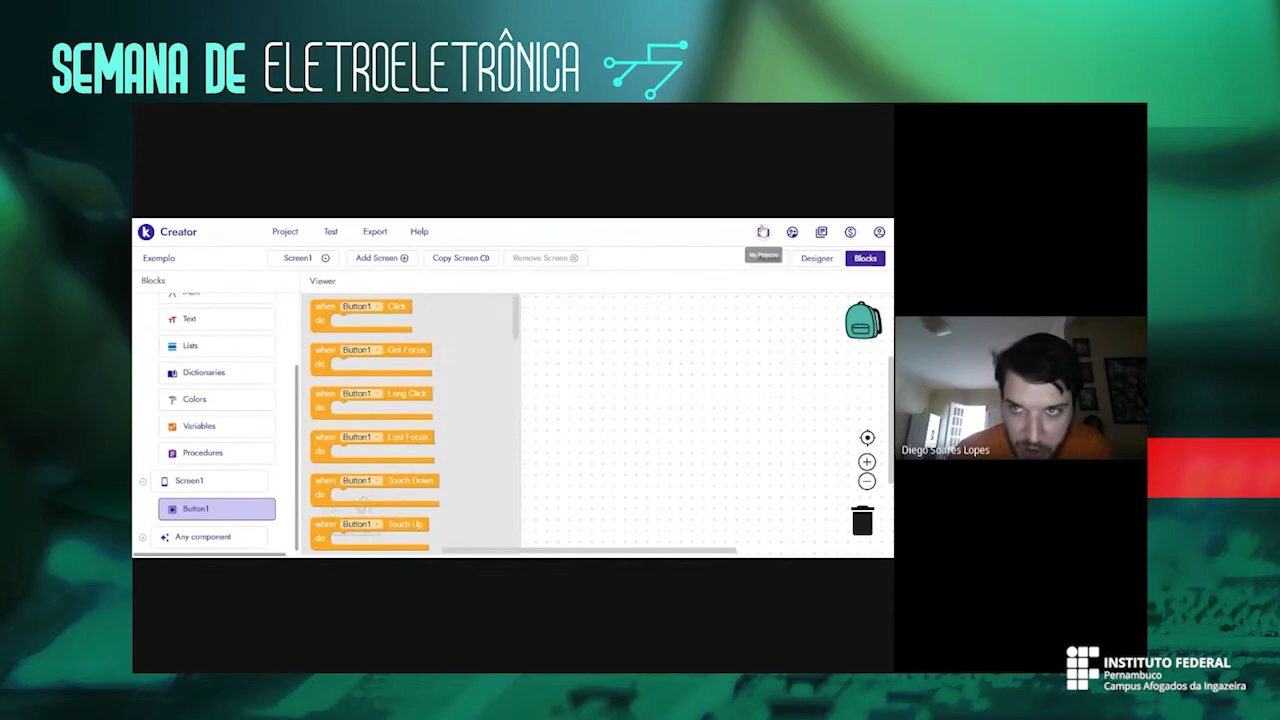 SEMANA DE ELETROELETRÔNICA
Creator
Project
Test
Export
Help
My Projects
Exemplo
Screen1
Add Screen
Copy Screen
Remove Screen
Designer
Blocks
Blocks
Viewer
Text
Lists
Dictionaries
Colors
Variables
Procedures
Screen1
Button1
Any component
when Button1 Click
do
when Button1 Got Focus
do
when Button1 Long Click
do
when Button1 Lost Focus
do
when Button1 Touch Down
do
when Button1 Touch Up
do
Diego Soares Lopes
INSTITUTO FEDERAL
Pernambuco
Campus Afogados da Ingazeira